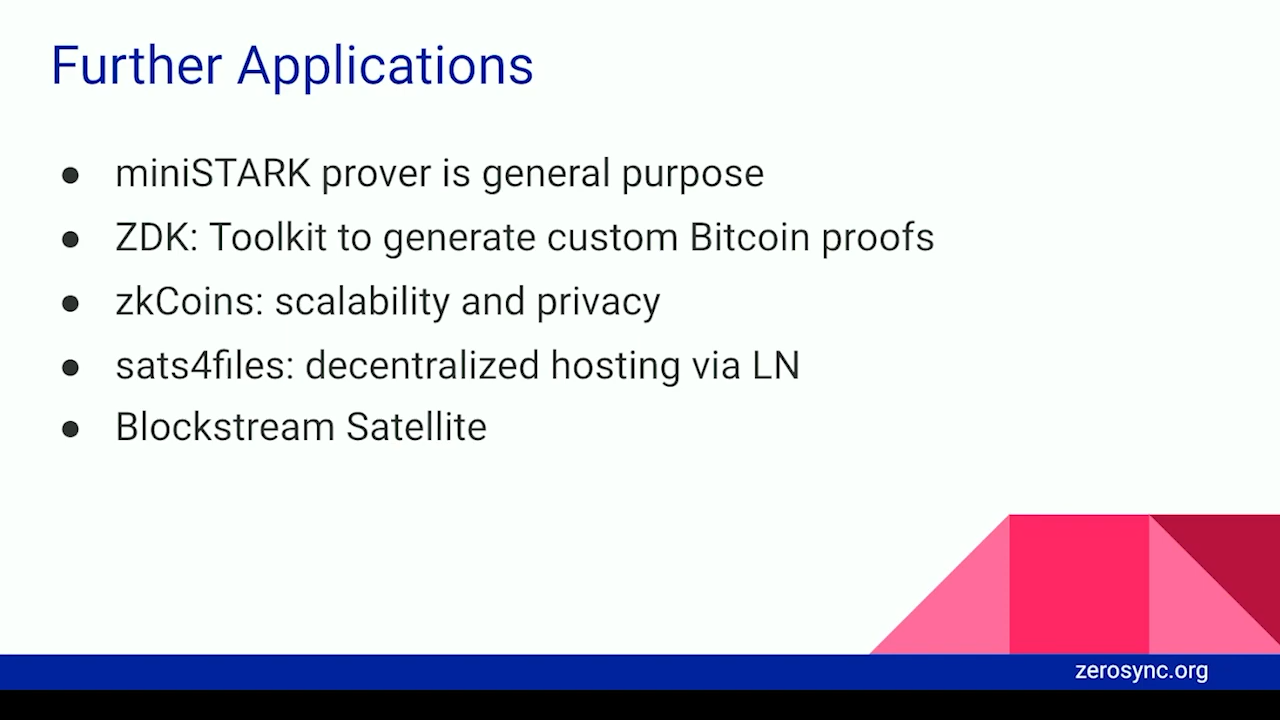 Further Applications
● miniSTARK prover is general purpose
● ZDK: Toolkit to generate custom Bitcoin proofs
● zkCoins: scalability and privacy
● sats4files: decentralized hosting via LN
● Blockstream Satellite
zerosync.org